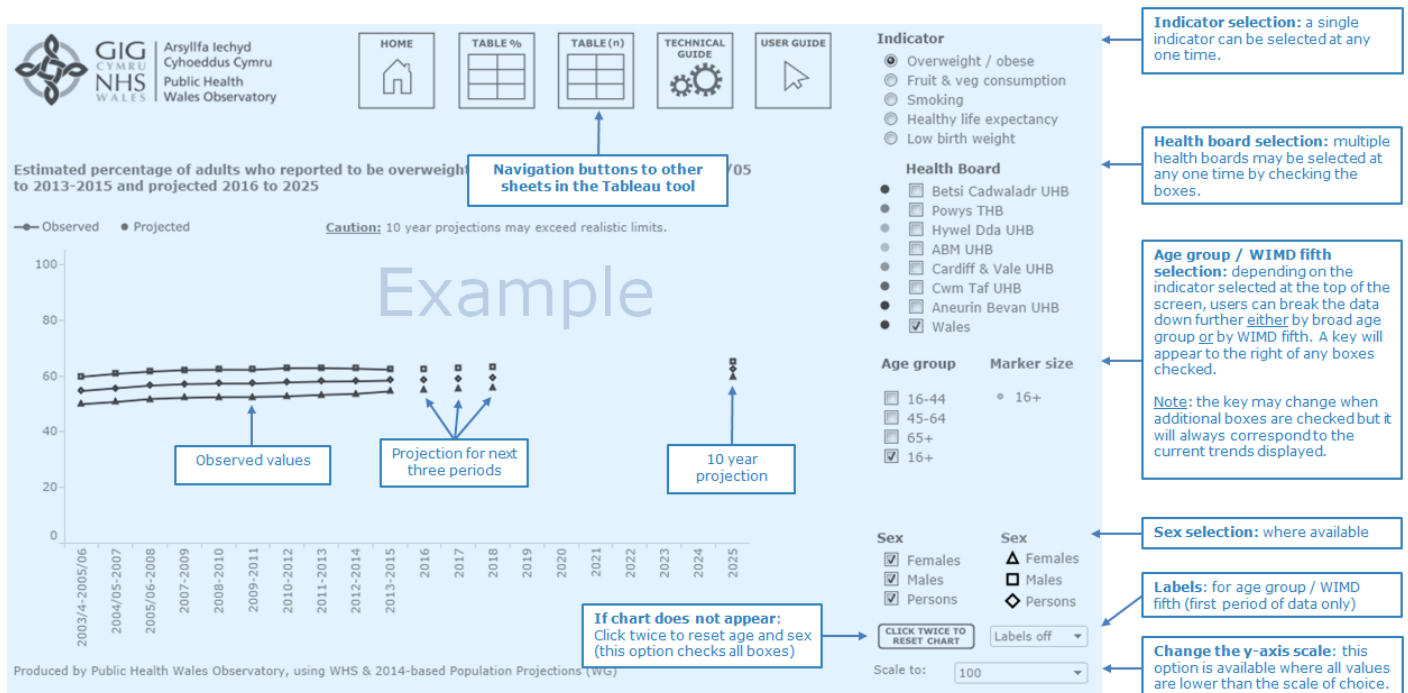 GIG
CYMRU
NHS
WALES
Arsyllfa Iechyd
Cyhoeddus Cymru
Public Health
Wales Observatory
HOME
TABLE %
TABLE(n)
TECHNICAL
GUIDE
USER GUIDE
Estimated percentage of adults who reported to be overweight
/05
to 2013-2015 and projected 2016 to 2025
Navigation buttons to other
sheets in the Tableau tool
Observed
Projected
Caution: 10 year projections may exceed realistic limits.
Example
100
80
60
40
20
0
Observed values
Projection for next
three periods
10 year
projection
2003/4-2005/06
2004/05-2007
2005/06-2008
2007-2009
2008-2010
2009-2011
2010-2012
2011-2013
2012-2014
2013-2015
2016
2017
2018
2019
2020
2021
2022
2023
2024
2025
If chart does not appear:
Click twice to reset age and sex
(this option checks all boxes)
Produced by Public Health Wales Observatory, using WHS & 2014-based Population Projections (WG)
Indicator
Overweight / obese
Fruit & veg consumption
Smoking
Healthy life expectancy
Low birth weight
Health Board
Betsi Cadwaladr UHB
Powys THB
Hywel Dda UHB
ABM UHB
Cardiff & Vale UHB
Cwm Taf UHB
Aneurin Bevan UHB
Wales
Age group
Marker size
16-44
16+
45-64
65+
16+
Sex
Sex
Females
Females
Males
Males
Persons
Persons
CLICK TWICE TO
RESET CHART
Labels off
Scale to:
100
Indicator selection: a single
indicator can be selected at any
one time.
Health board selection: multiple
health boards may be selected at
any one time by checking the
boxes.
Age group / WIMD fifth
selection: depending on the
indicator selected at the top of the
screen, users can break the data
down further either by broad age
group or by WIMD fifth. A key will
appear to the right of any boxes
checked.
Note: the key may change when
additional boxes are checked but it
will always correspond to the
current trends displayed.
Sex selection: where available
Labels: for age group / WIMD
fifth (first period of data only)
Change the y-axis scale: this
option is available where all values
are lower than the scale of choice.